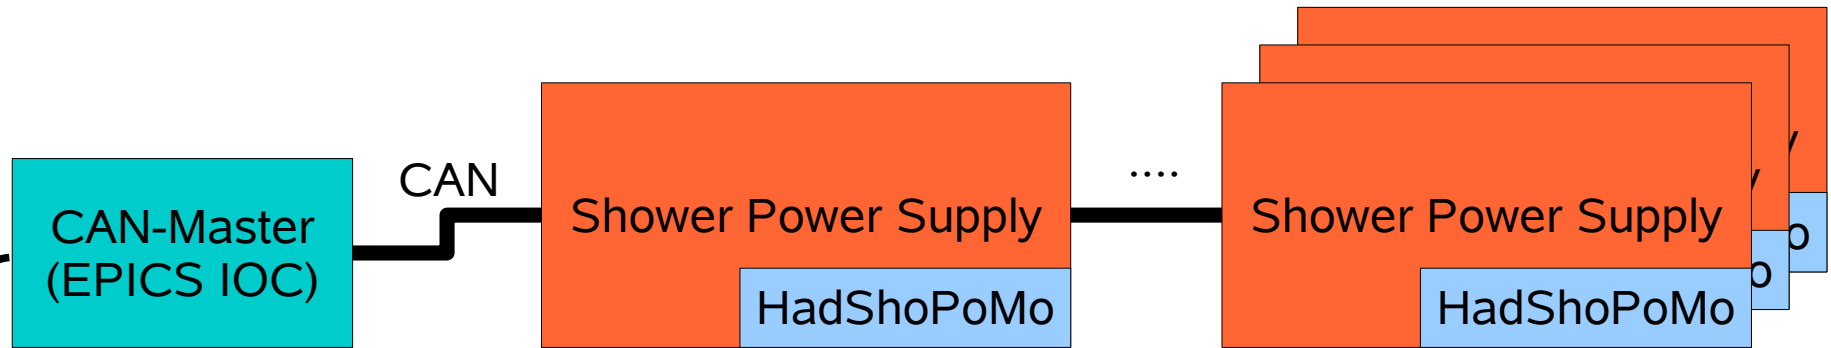 CAN-Master
(EPICS IOC)
CAN
Shower Power Supply
HadShoPoMo
....
Shower Power Supply
HadShoPoMo
y
o
y
o